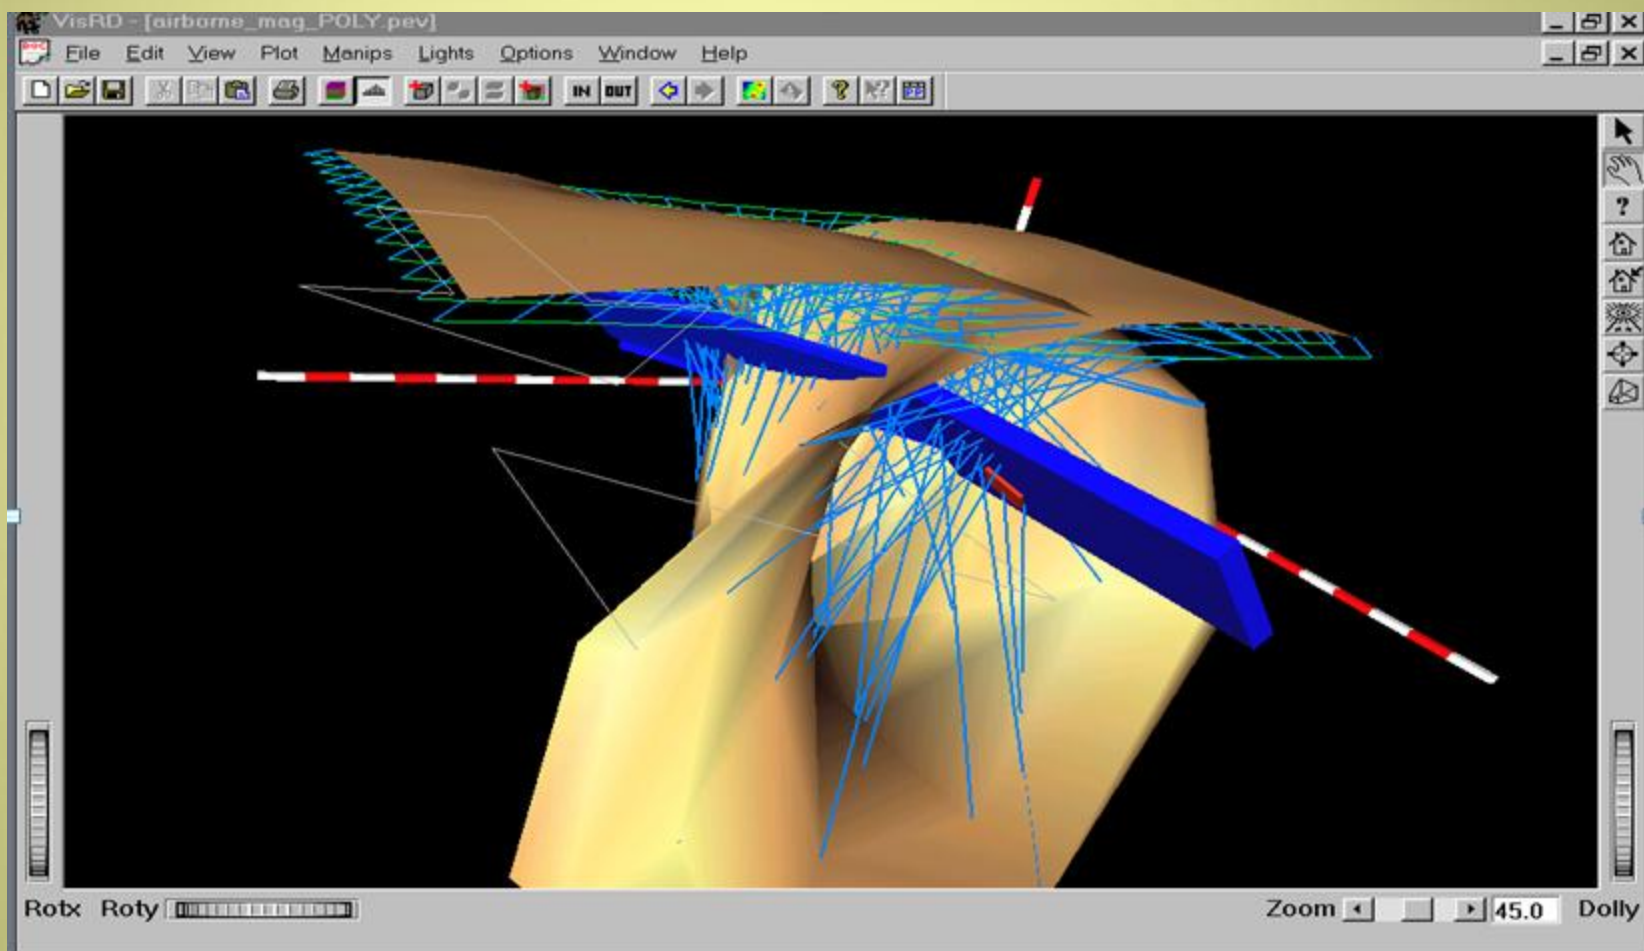 VisRD - [airborne_mag_POLY.pev]
File Edit View Plot Manips Lights Options Window Help
IN OUT
?
Rotx Roty Zoom 45.0 Dolly